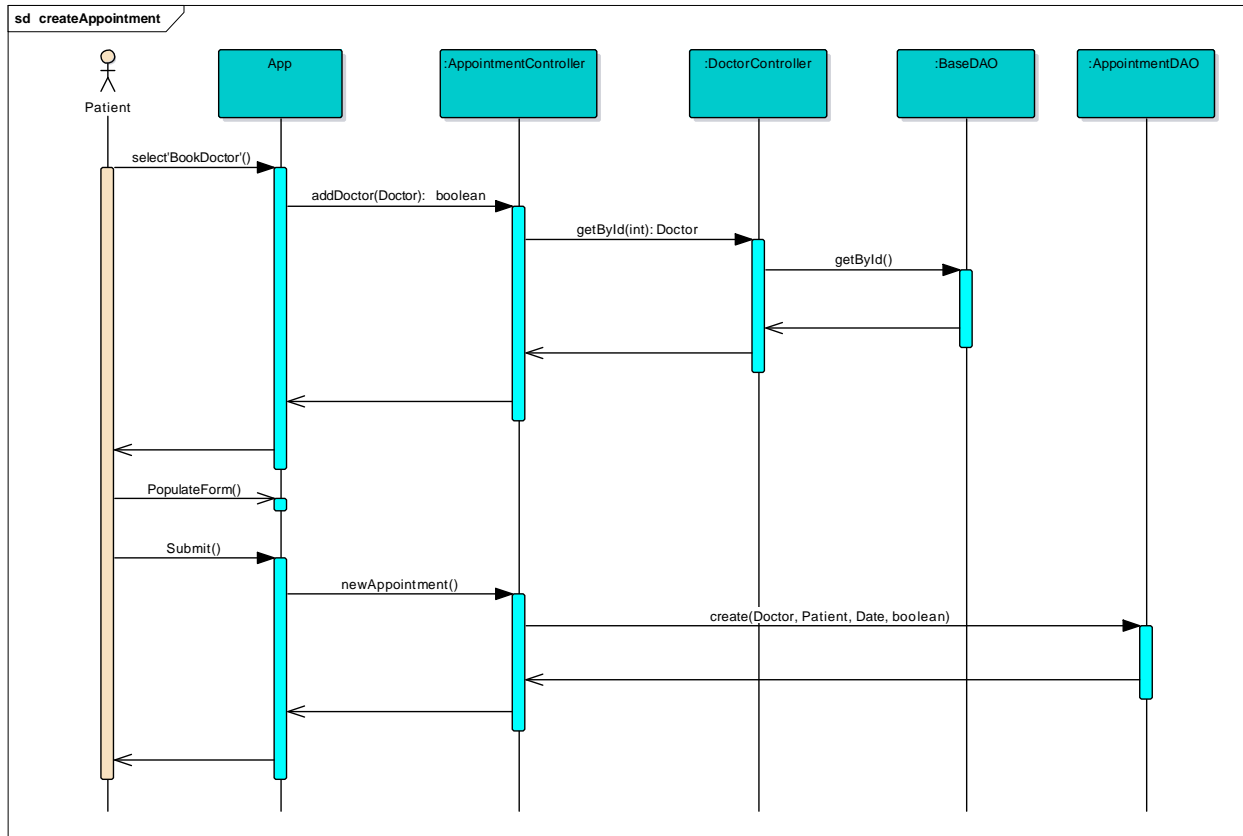 sd createAppointment
Patient
App
:AppointmentController
:DoctorController
:BaseDAO
:AppointmentDAO
select'BookDoctor'()
addDoctor(Doctor): boolean
getById(int): Doctor
getById()
PopulateForm()
Submit()
newAppointment()
create(Doctor, Patient, Date, boolean)